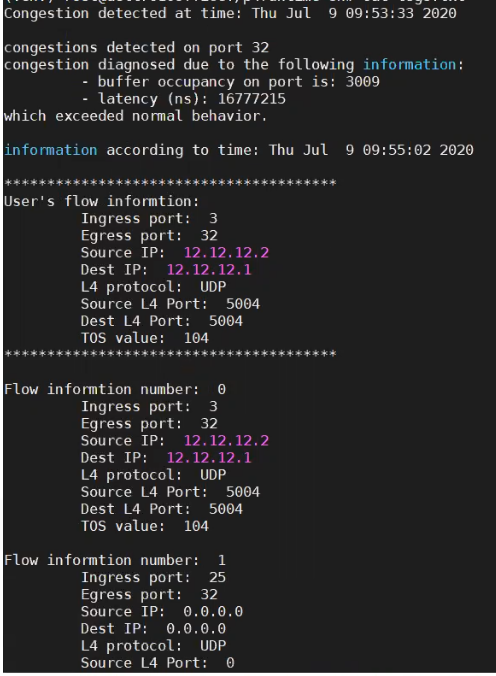 Congestion detected at time: Thu Jul  9 09:53:33 2020
congestions detected on port 32
congestion diagnosed due to the following information:
- buffer occupancy on port is: 3009
- latency (ns): 16777215
which exceeded normal behavior.
information according to time: Thu Jul  9 09:55:02 2020
***************************************
User's flow informtion:
Ingress port:  3
Egress port:  32
Source IP:  12.12.12.2
Dest IP:  12.12.12.1
L4 protocol:  UDP
Source L4 Port:  5004
Dest L4 Port:  5004
TOS value:  104
***************************************
Flow informtion number:  0
Ingress port:  3
Egress port:  32
Source IP:  12.12.12.2
Dest IP:  12.12.12.1
L4 protocol:  UDP
Source L4 Port:  5004
Dest L4 Port:  5004
TOS value:  104
Flow informtion number:  1
Ingress port:  25
Egress port:  32
Source IP:  0.0.0.0
Dest IP:  0.0.0.0
L4 protocol:  UDP
Source L4 Port:  0